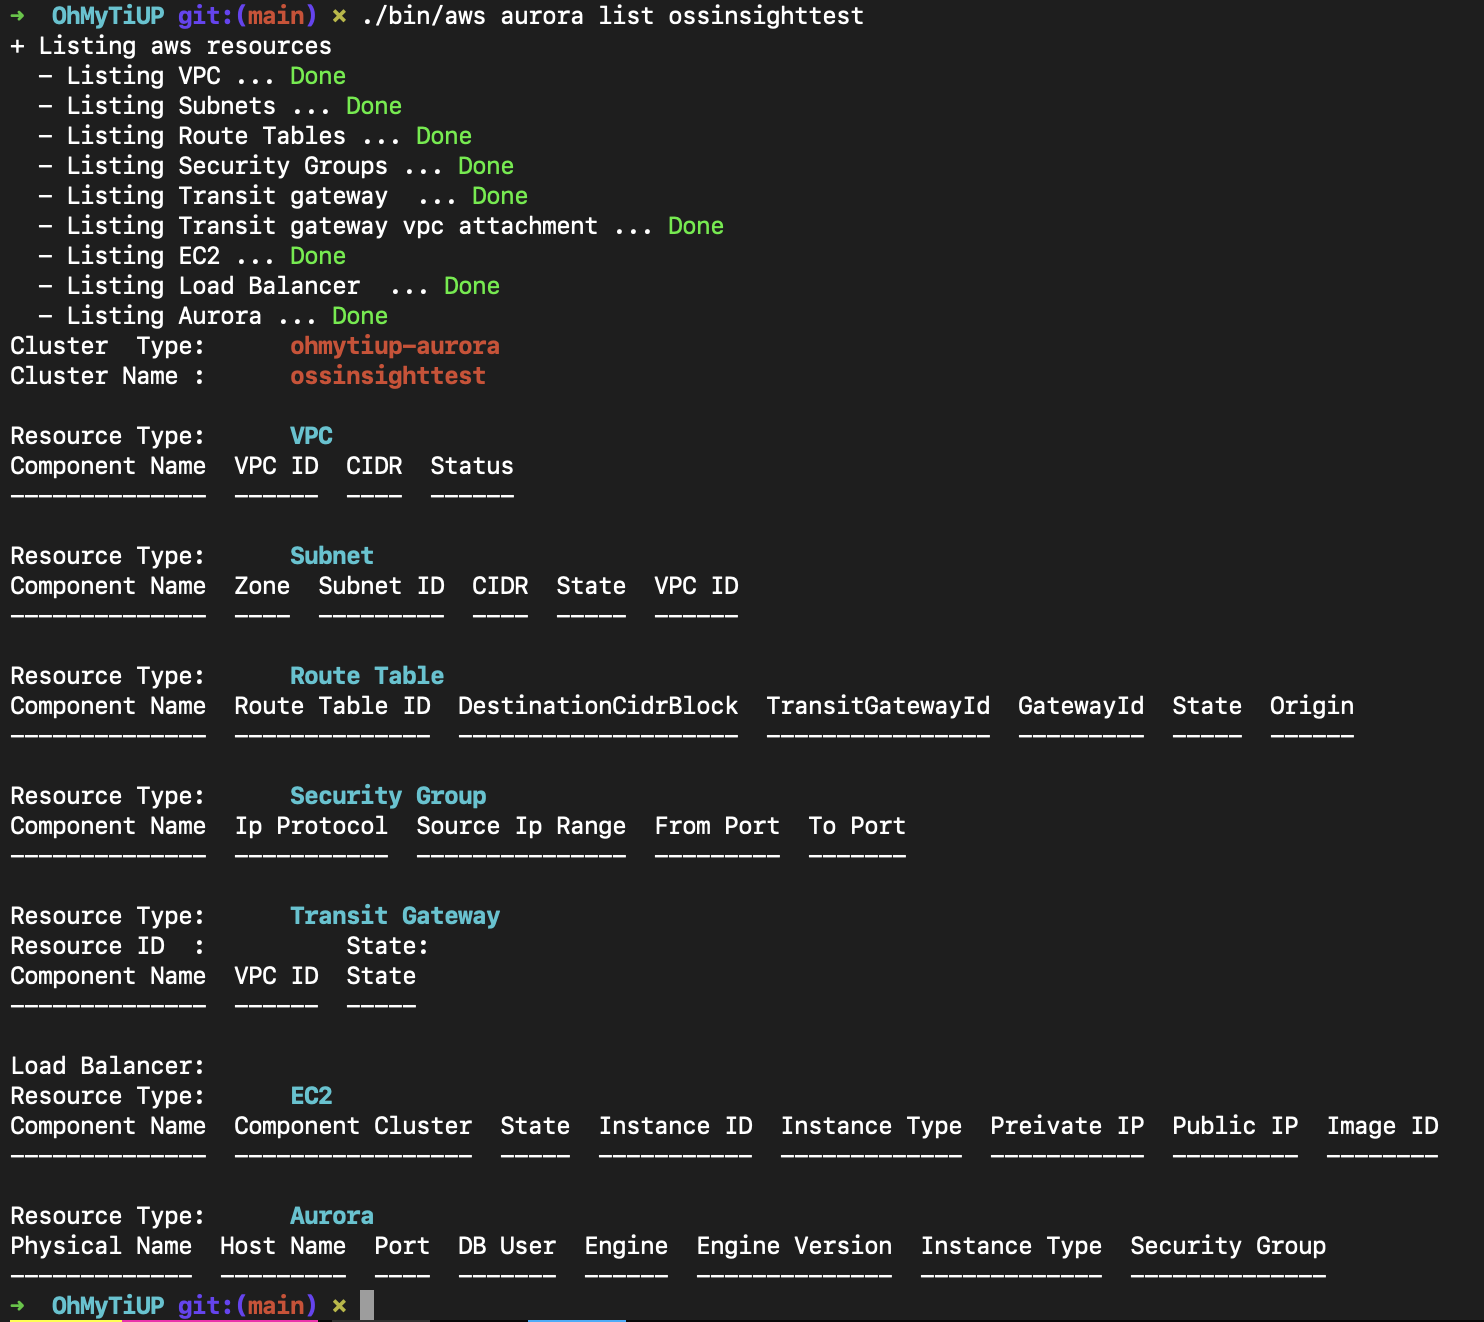 ➜  OhMyTiUP git:(main) ✗ ./bin/aws aurora list ossinsighttest
+ Listing aws resources
  - Listing VPC ... Done
  - Listing Subnets ... Done
  - Listing Route Tables ... Done
  - Listing Security Groups ... Done
  - Listing Transit gateway  ... Done
  - Listing Transit gateway vpc attachment ... Done
  - Listing EC2 ... Done
  - Listing Load Balancer  ... Done
  - Listing Aurora ... Done
Cluster  Type:      ohmytiup-aurora
Cluster Name :      ossinsighttest

Resource Type:      VPC
Component Name  VPC ID  CIDR  Status
--------------  ------  ----  ------

Resource Type:      Subnet
Component Name  Zone  Subnet ID  CIDR  State  VPC ID
--------------  ----  ---------  ----  -----  ------

Resource Type:      Route Table
Component Name  Route Table ID  DestinationCidrBlock  TransitGatewayId  GatewayId  State  Origin
--------------  --------------  --------------------  ----------------  ---------  -----  ------

Resource Type:      Security Group
Component Name  Ip Protocol  Source Ip Range  From Port  To Port
--------------  -----------  ---------------  ---------  -------

Resource Type:      Transit Gateway
Resource ID  :          State:
Component Name  VPC ID  State
--------------  ------  -----

Load Balancer:
Resource Type:      EC2
Component Name  Component Cluster  State  Instance ID  Instance Type  Preivate IP  Public IP  Image ID
--------------  -----------------  -----  -----------  -------------  -----------  ---------  --------

Resource Type:      Aurora
Physical Name  Host Name  Port  DB User  Engine  Engine Version  Instance Type  Security Group
-------------  ---------  ----  -------  ------  --------------  -------------  --------------
➜  OhMyTiUP git:(main) ✗